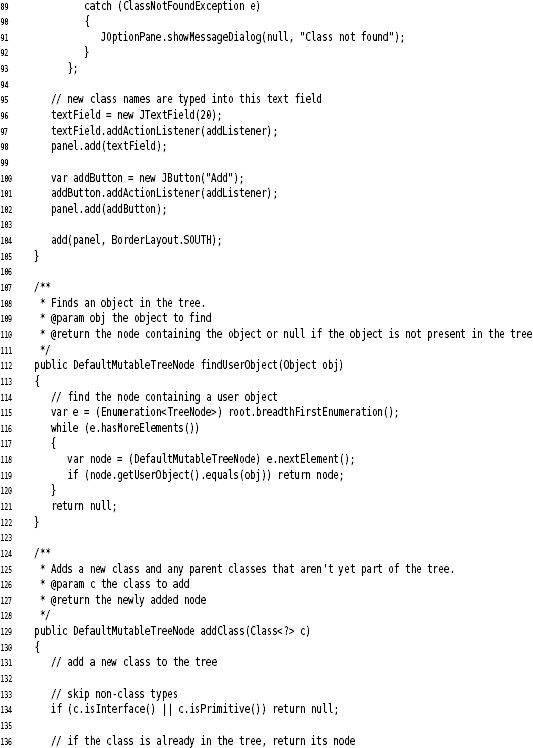 89             catch (ClassNotFoundException e)
90             {
91                JOptionPane.showMessageDialog(null, "Class not found");
92             }
93          };
94
95       // new class names are typed into this text field
96       textField = new JTextField(20);
97       textField.addActionListener(addListener);
98       panel.add(textField);
99
100      var addButton = new JButton("Add");
101      addButton.addActionListener(addListener);
102      panel.add(addButton);
103
104      add(panel, BorderLayout.SOUTH);
105   }
106
107   /**
108    * Finds an object in the tree.
109    * @param obj the object to find
110    * @return the node containing the object or null if the object is not present in the tree
111    */
112   public DefaultMutableTreeNode findUserObject(Object obj)
113   {
114      // find the node containing a user object
115      var e = (Enumeration<TreeNode>) root.breadthFirstEnumeration();
116      while (e.hasMoreElements())
117      {
118         var node = (DefaultMutableTreeNode) e.nextElement();
119         if (node.getUserObject().equals(obj)) return node;
120      }
121      return null;
122   }
123
124   /**
125    * Adds a new class and any parent classes that aren't yet part of the tree.
126    * @param c the class to add
127    * @return the newly added node
128    */
129   public DefaultMutableTreeNode addClass(Class<?> c)
130   {
131      // add a new class to the tree
132
133      // skip non-class types
134      if (c.isInterface() || c.isPrimitive()) return null;
135
136      // if the class is already in the tree, return its node